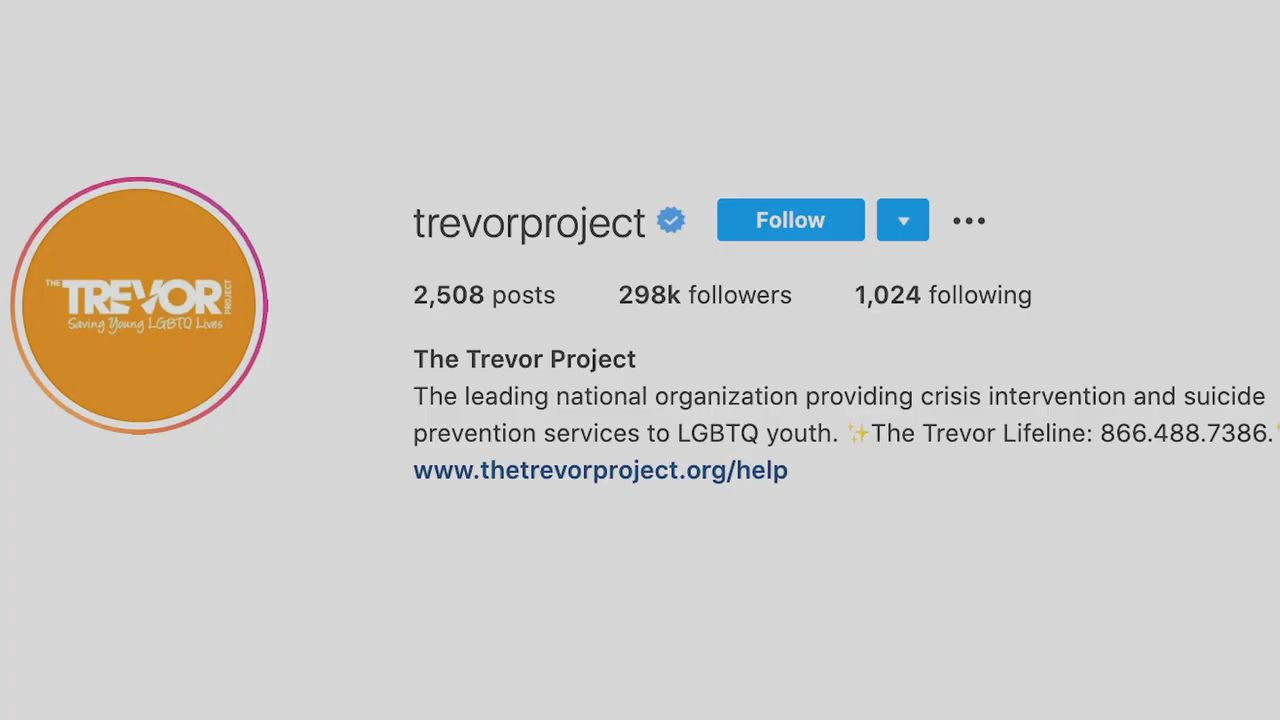 THE TREVOR PROJECT
Saving Young LGBTQ Lives
trevorproject Follow
2,508 posts 298k followers 1,024 following
The Trevor Project
The leading national organization providing crisis intervention and suicide
prevention services to LGBTQ youth. ✨The Trevor Lifeline: 866.488.7386.
www.thetrevorproject.org/help